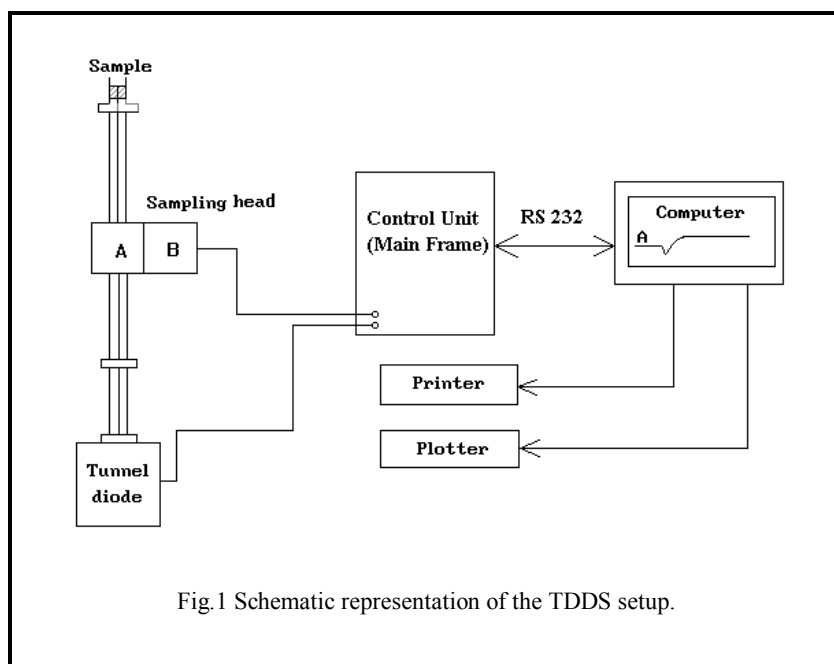 Sample
Sampling head
A B
Control Unit
(Main Frame)
RS 232
Computer
A
Printer
Plotter
Tunnel
diode
Fig.1 Schematic representation of the TDDS setup.